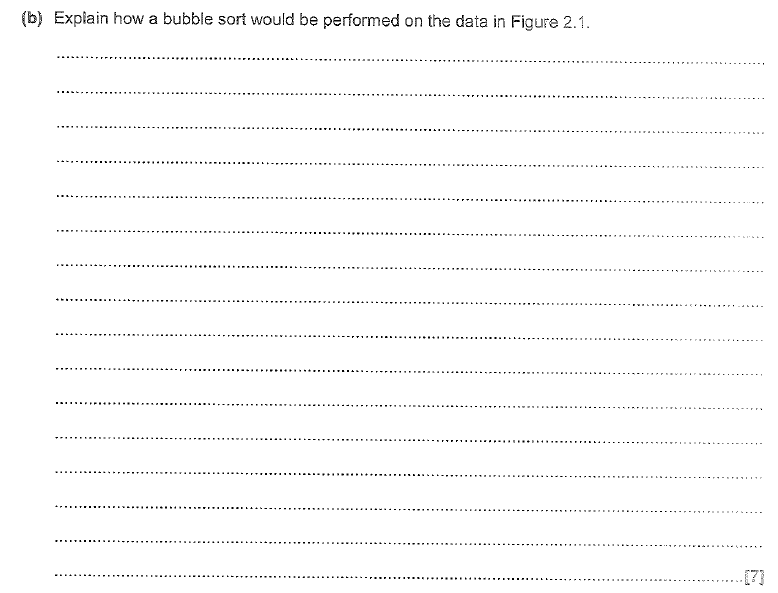 (b) Explain how a bubble sort would be performed on the data in Figure 2.1.
[7]